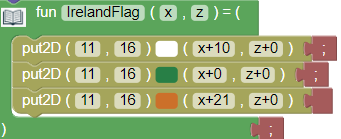 fun IrelandFlag ( x , z ) = (
put2D ( 11 , 16 ) ( x+10 , z+0 ) ;
put2D ( 11 , 16 ) ( x+0 , z+0 ) ;
put2D ( 11 , 16 ) ( x+21 , z+0 )
) ;